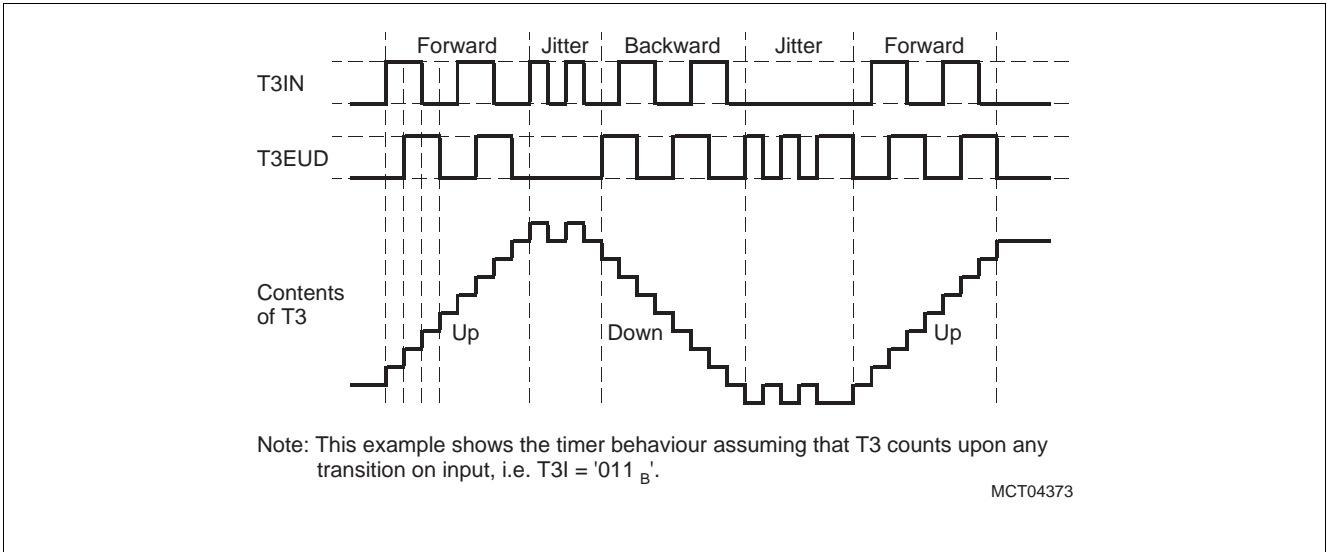 Forward Jitter Backward Jitter Forward
T3IN
T3EUD
Contents
of T3
Up Down Up
Note: This example shows the timer behaviour assuming that T3 counts upon any
transition on input, i.e. T3I = '011 B'.
MCT04373